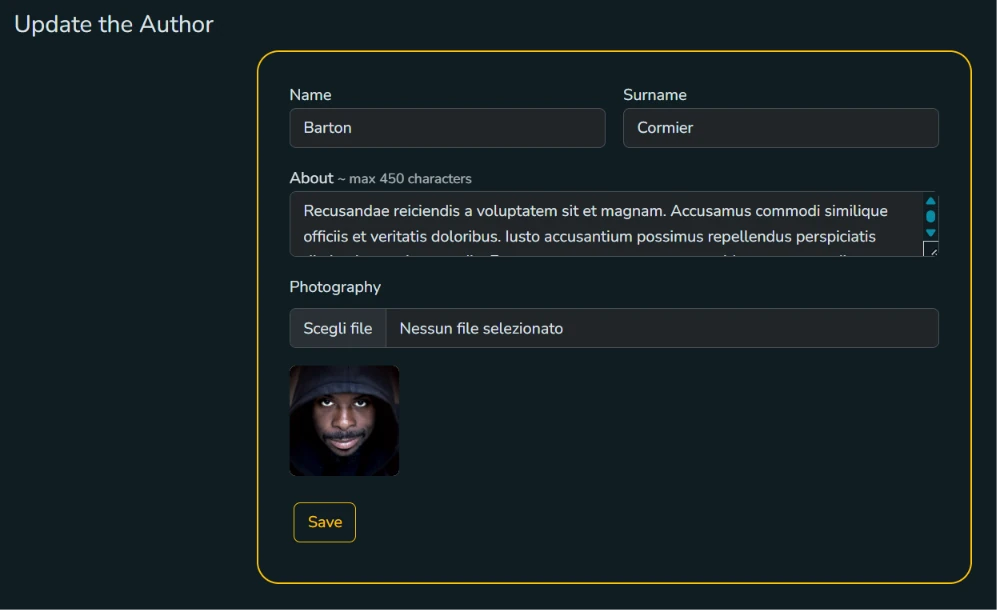 Update the Author
Name
Surname
Barton
Cormier
About ~ max 450 characters
Recusandae reiciendis a voluptatem sit et magnam. Accusamus commodi similique
officiis et veritatis doloribus. Iusto accusantium possimus repellendus perspiciatis
Photography
Scegli file
Nessun file selezionato
Save